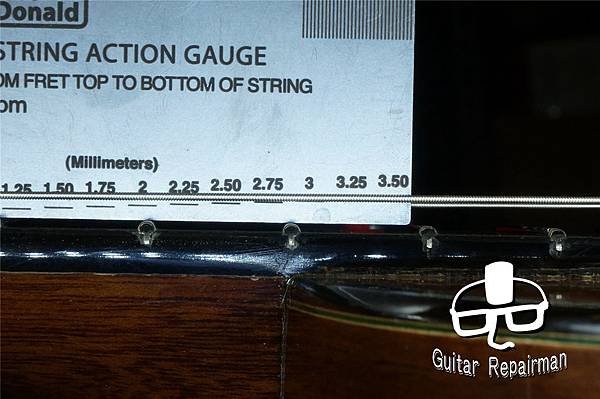 Donald
STRING ACTION GAUGE
OM FRET TOP TO BOTTOM OF STRING
om
(Millimeters)
1.25 1.50 1.75 2 2.25 2.50 2.75 3 3.25 3.50
Guitar Repairman